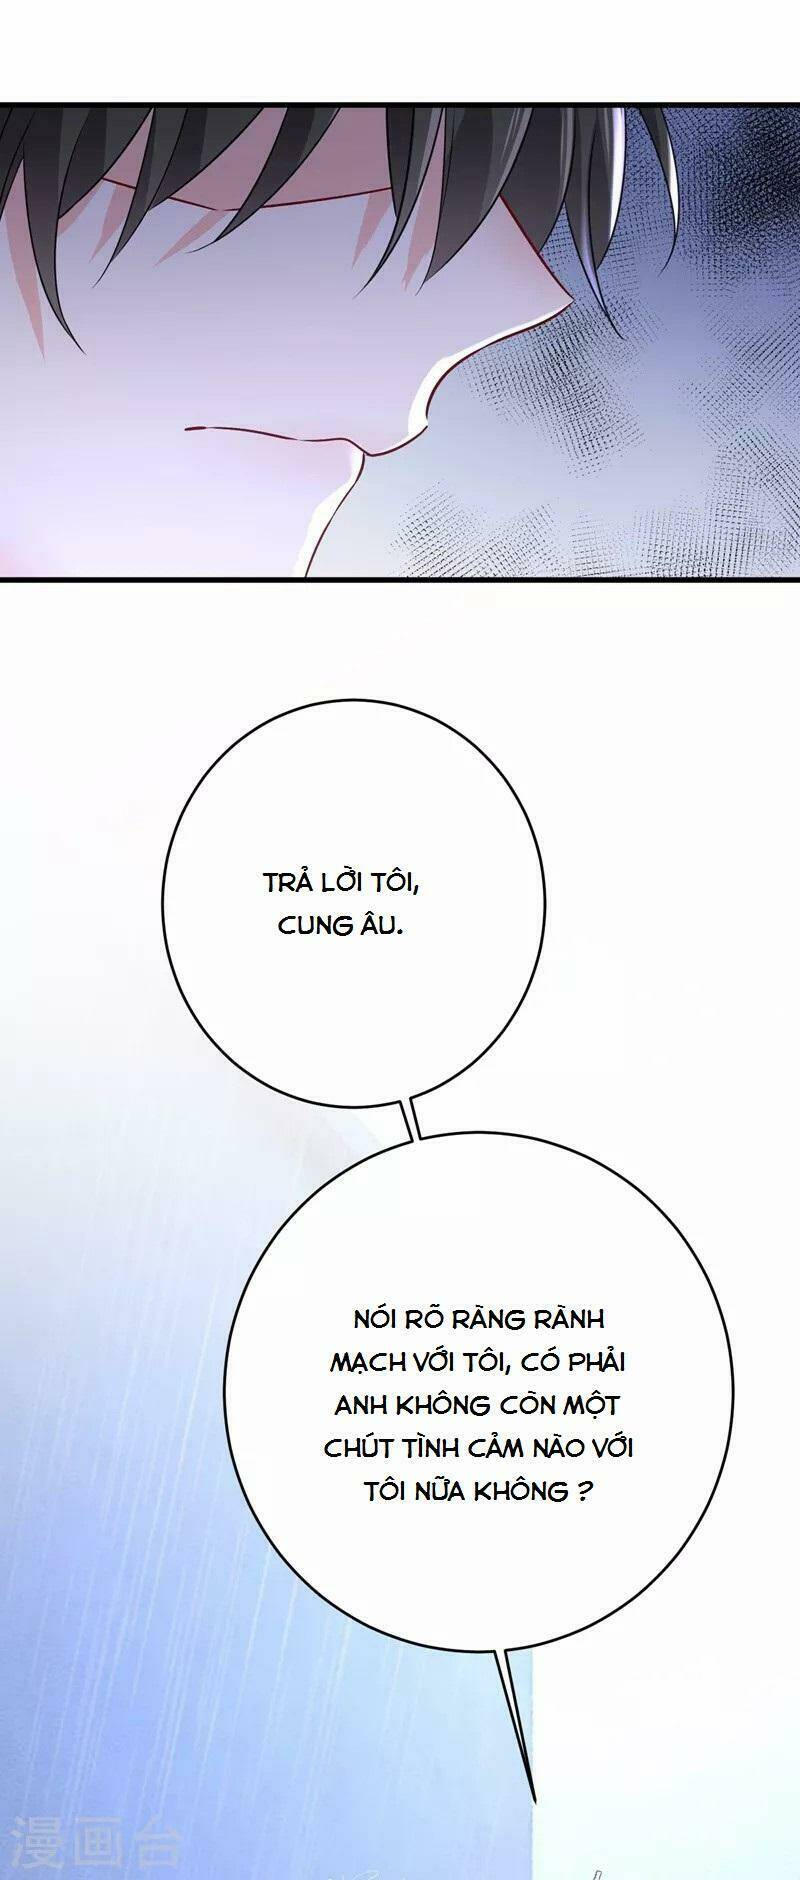 TRẢ LỜI TÔI,
CUNG ÂU.
NÓI RÕ RÀNG RÀNH
MẠCH VỚI TÔI, CÓ PHẢI
ANH KHÔNG CÒN MỘT
CHÚT TÌNH CẢM NÀO VỚI
TÔI NỮA KHÔNG ?
漫画台